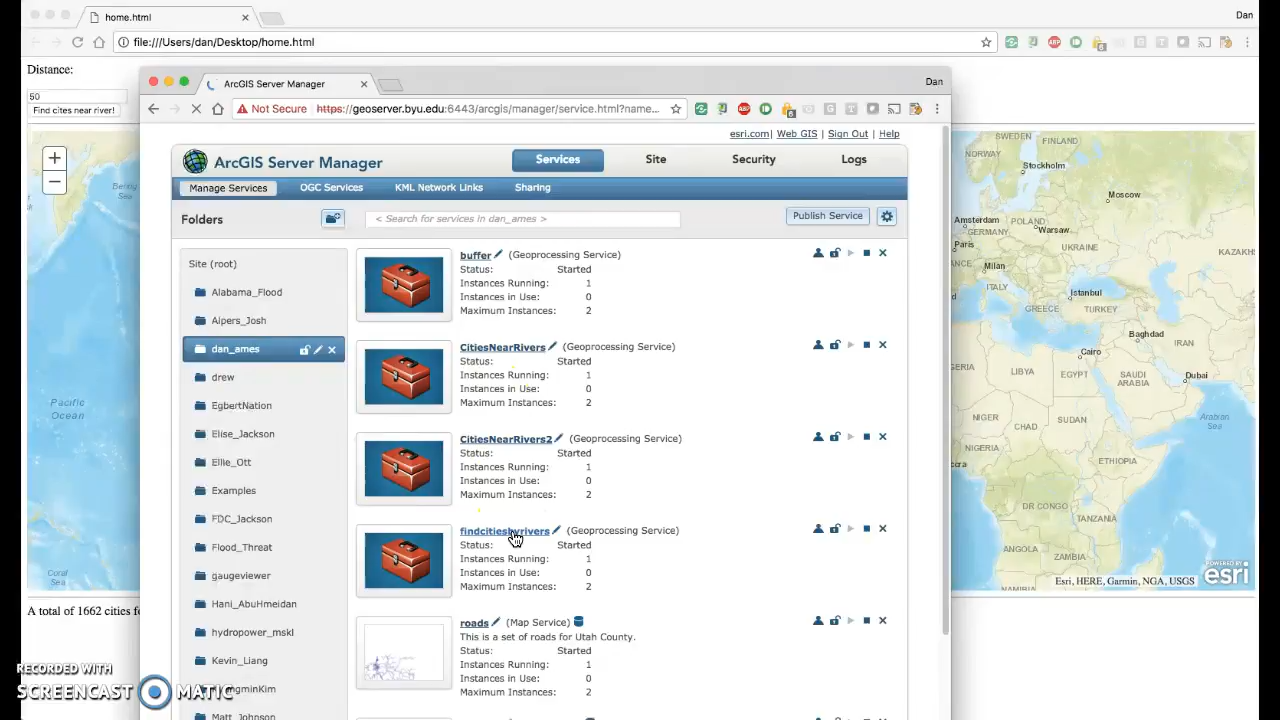 home.html
Dan
file:///Users/dan/Desktop/home.html
Distance:
50
Find cites near river!
ArcGIS Server Manager
Dan
Not Secure https://geoserver.byu.edu:6443/arcgis/manager/service.html?name...
esri.com| Web GIS | Sign Out | Help
ArcGIS Server Manager
Services Site Security Logs
Manage Services OGC Services KML Network Links Sharing
Folders
< Search for services in dan_ames >
Publish Service
Site (root)
Alabama_Flood
Alpers_Josh
dan_ames
drew
EgbertNation
Elise_Jackson
Ellie_Ott
Examples
FDC_Jackson
Flood_Threat
gaugeviewer
Hani_AbuHmeidan
hydropower_mskl
Kevin_Liang
Matt_Johnson
buffer (Geoprocessing Service)
Status: Started
Instances Running: 1
Instances in Use: 0
Maximum Instances: 2
CitiesNearRivers (Geoprocessing Service)
Status: Started
Instances Running: 1
Instances in Use: 0
Maximum Instances: 2
CitiesNearRivers2 (Geoprocessing Service)
Status: Started
Instances Running: 1
Instances in Use: 0
Maximum Instances: 2
findcitiesbyrivers (Geoprocessing Service)
Status: Started
Instances Running: 1
Instances in Use: 0
Maximum Instances: 2
roads (Map Service)
This is a set of roads for Utah County.
Status: Started
Instances Running: 1
Instances in Use: 0
Maximum Instances: 2
+
−
Pacific
Ocean
Coral
Sea
SWEDEN
FINLAND
NORWAY
Stockholm
Moscow
Amsterdam
GERMANY
Warsaw
Paris
UKRAINE
KAZAKH
Milan
ITALY
Istanbul
GREECE
TURKEY
Baghdad
Cairo
IRAN
ALGERIA
LIBYA
EGYPT
SAUDI
ARABIA
Dubai
NIGER
CHAD
SUDAN
Arabian
Sea
NIGERIA
ETHIOPIA
DR CONGO
TANZANIA
ANGOLA
ZAMBIA
NAMIBIA
POWERED BY
esri
Esri, HERE, Garmin, NGA, USGS
A total of 1662 cities
RECORDED WITH
SCREENCAST MATIC